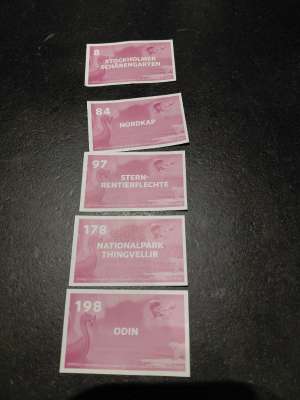 8
STOCKHOLMER
SCHÄRENGARTEN
84
NORDKAP
97
STERN-
RENTIERFLECHTE
178
NATIONALPARK
THINGVELLIR
198
ODIN